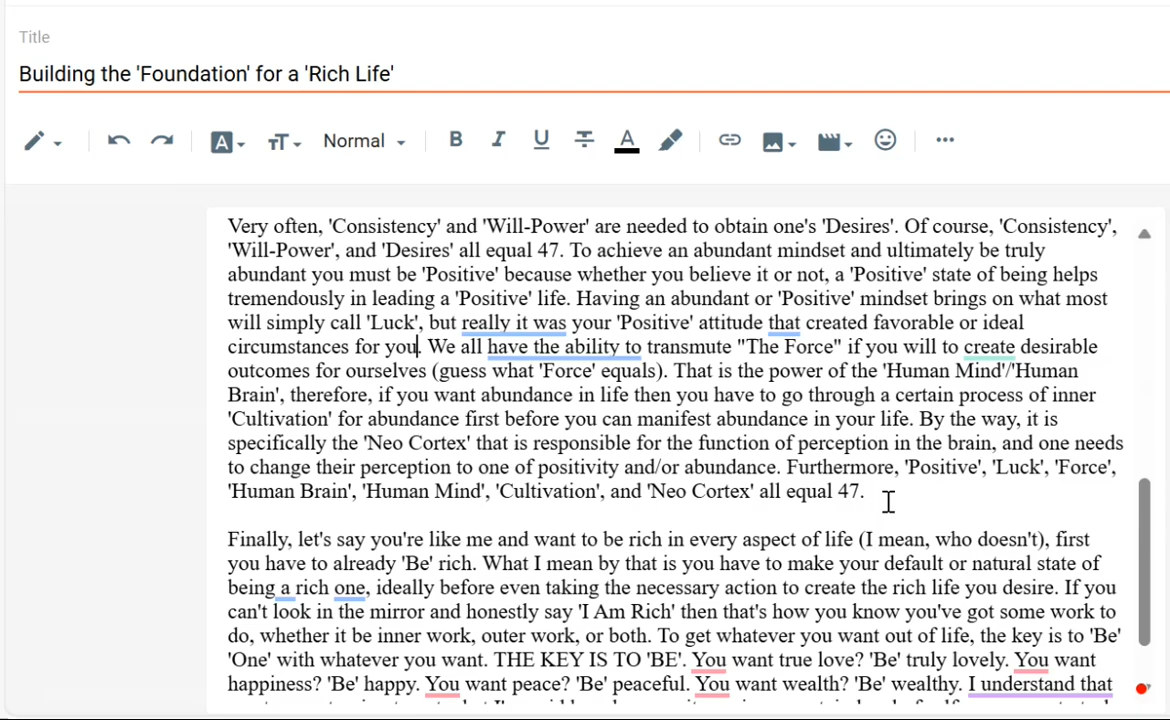 Title
Building the 'Foundation' for a 'Rich Life'
Normal
Very often, 'Consistency' and 'Will-Power' are needed to obtain one's 'Desires'. Of course, 'Consistency',
'Will-Power', and 'Desires' all equal 47. To achieve an abundant mindset and ultimately be truly
abundant you must be 'Positive' because whether you believe it or not, a 'Positive' state of being helps
tremendously in leading a 'Positive' life. Having an abundant or 'Positive' mindset brings on what most
will simply call 'Luck', but really it was your 'Positive' attitude that created favorable or ideal
circumstances for you. We all have the ability to transmute "The Force" if you will to create desirable
outcomes for ourselves (guess what 'Force' equals). That is the power of the 'Human Mind'/'Human
Brain', therefore, if you want abundance in life then you have to go through a certain process of inner
'Cultivation' for abundance first before you can manifest abundance in your life. By the way, it is
specifically the 'Neo Cortex' that is responsible for the function of perception in the brain, and one needs
to change their perception to one of positivity and/or abundance. Furthermore, 'Positive', 'Luck', 'Force',
'Human Brain', 'Human Mind', 'Cultivation', and 'Neo Cortex' all equal 47.
Finally, let's say you're like me and want to be rich in every aspect of life (I mean, who doesn't), first
you have to already 'Be' rich. What I mean by that is you have to make your default or natural state of
being a rich one, ideally before even taking the necessary action to create the rich life you desire. If you
can't look in the mirror and honestly say 'I Am Rich' then that's how you know you've got some work to
do, whether it be inner work, outer work, or both. To get whatever you want out of life, the key is to 'Be'
'One' with whatever you want. THE KEY IS TO 'BE'. You want true love? 'Be' truly lovely. You want
happiness? 'Be' happy. You want peace? 'Be' peaceful. You want wealth? 'Be' wealthy. I understand that